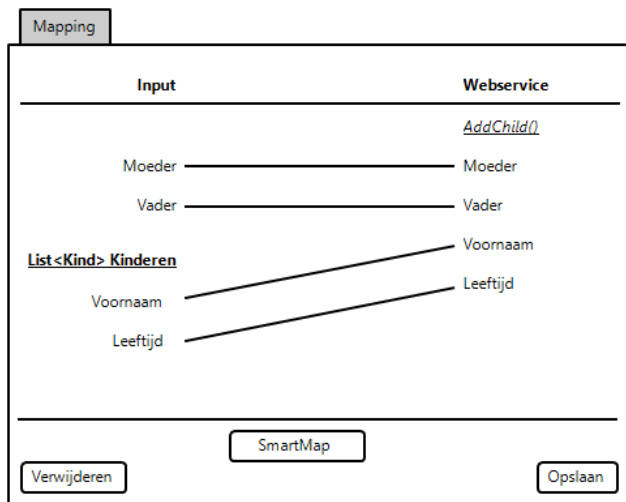 Mapping
Input Webservice
AddChild()
Moeder Moeder
Vader Vader
Voornaam
List<Kind> Kinderen
Leeftijd
Voornaam
Leeftijd
SmartMap
Verwijderen Opslaan